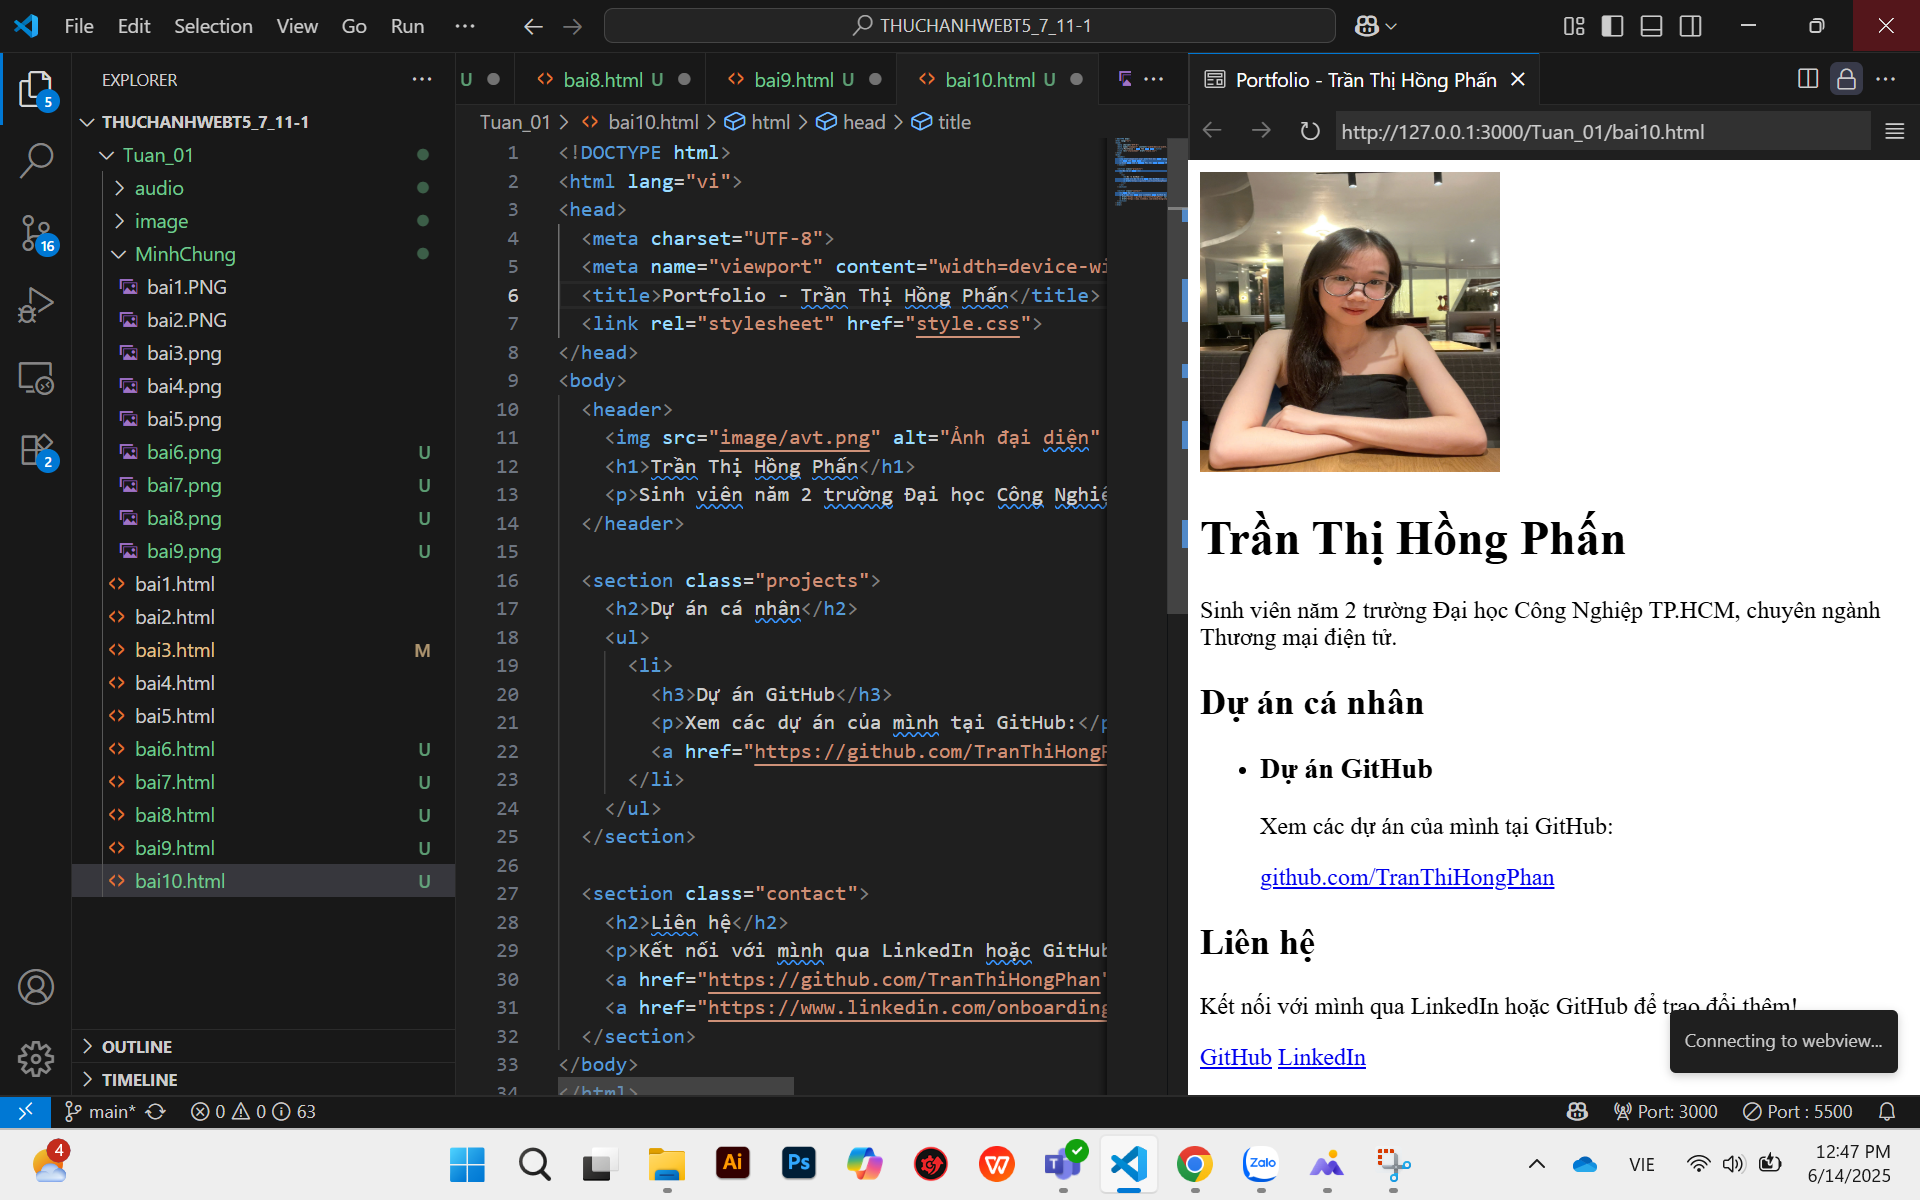 File Edit Selection View Go Run ··· THUCHANHWEBT5_7_11-1
EXPLORER ···
5
16
2
THUCHANHWEBT5_7_11-1
Tuan_01
audio
image
MinhChung
bai1.PNG
bai2.PNG
bai3.png
bai4.png
bai5.png
bai6.png U
bai7.png U
bai8.png U
bai9.png U
bai1.html
bai2.html
bai3.html M
bai4.html
bai5.html
bai6.html U
bai7.html U
bai8.html U
bai9.html U
bai10.html U
OUTLINE
TIMELINE
U bai8.html U bai9.html U bai10.html U ···
Tuan_01 > bai10.html > html > head > title
1 <!DOCTYPE html>
2 <html lang="vi">
3 <head>
4 <meta charset="UTF-8">
5 <meta name="viewport" content="width=device-wi
6 <title>Portfolio - Trần Thị Hồng Phấn</title>
7 <link rel="stylesheet" href="style.css">
8 </head>
9 <body>
10 <header>
11 <img src="image/avt.png" alt="Ảnh đại diện"
12 <h1>Trần Thị Hồng Phấn</h1>
13 <p>Sinh viên năm 2 trường Đại học Công Nghiệ
14 </header>
15
16 <section class="projects">
17 <h2>Dự án cá nhân</h2>
18 <ul>
19 <li>
20 <h3>Dự án GitHub</h3>
21 <p>Xem các dự án của mình tại GitHub:</p
22 <a href="https://github.com/TranThiHongP
23 </li>
24 </ul>
25 </section>
26
27 <section class="contact">
28 <h2>Liên hệ</h2>
29 <p>Kết nối với mình qua LinkedIn hoặc GitHub
30 <a href="https://github.com/TranThiHongPhan"
31 <a href="https://www.linkedin.com/onboarding
32 </section>
33 </body>
34 </html>
Portfolio - Trần Thị Hồng Phấn
http://127.0.0.1:3000/Tuan_01/bai10.html
Trần Thị Hồng Phấn
Sinh viên năm 2 trường Đại học Công Nghiệp TP.HCM, chuyên ngành
Thương mại điện tử.
Dự án cá nhân
• Dự án GitHub
Xem các dự án của mình tại GitHub:
github.com/TranThiHongPhan
Liên hệ
Kết nối với mình qua LinkedIn hoặc GitHub để trao đổi thêm!
GitHub LinkedIn
Connecting to webview...
main* 0 0 63 Port: 3000 Port : 5500
4 Ai Ps Zalo VIE 12:47 PM
6/14/2025